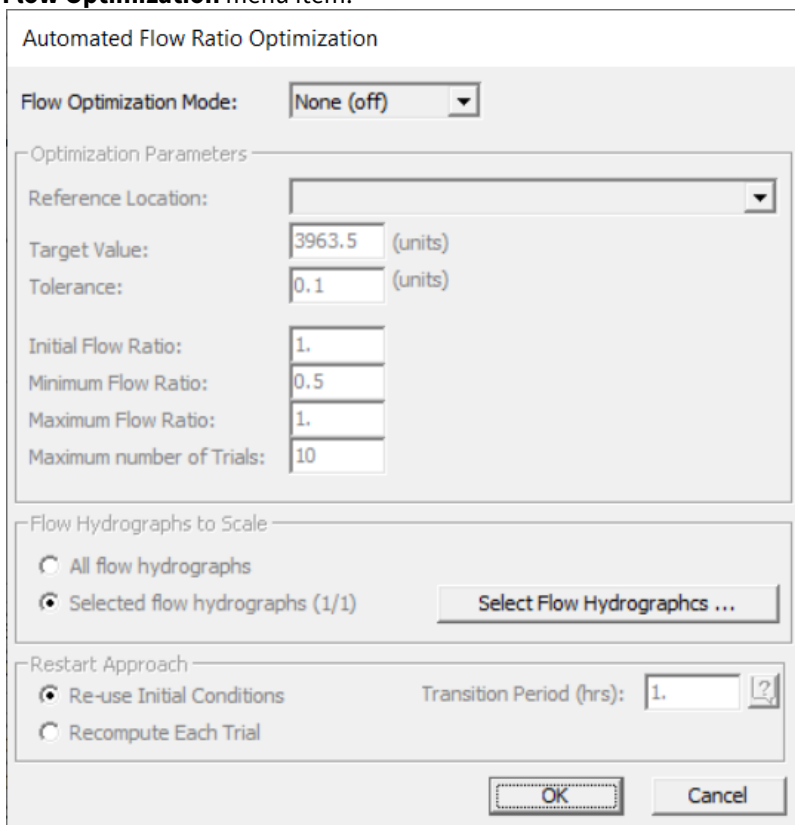 Flow Optimization menu item.
Automated Flow Ratio Optimization
Flow Optimization Mode: None (off)
Optimization Parameters
Reference Location:
Target Value: 3963.5 (units)
Tolerance: 0.1 (units)
Initial Flow Ratio: 1.
Minimum Flow Ratio: 0.5
Maximum Flow Ratio: 1.
Maximum number of Trials: 10
Flow Hydrographs to Scale
All flow hydrographs
Selected flow hydrographs (1/1) Select Flow Hydrographcs ...
Restart Approach
Re-use Initial Conditions Transition Period (hrs): 1. ?
Recompute Each Trial
OK Cancel